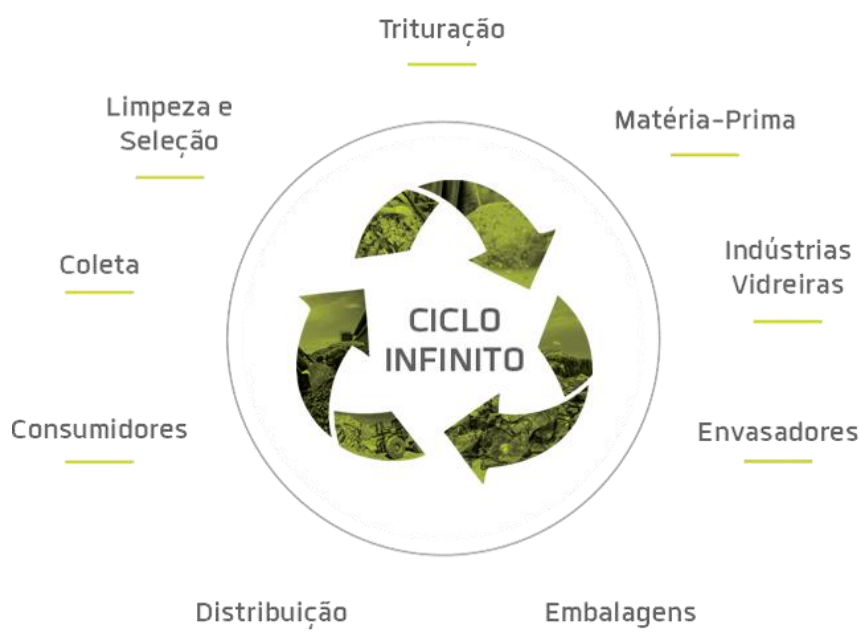 Trituração
Limpeza e
Seleção
Matéria-Prima
Coleta
Indústrias
Vidreiras
CICLO
INFINITO
Consumidores
Envasadores
Distribuição
Embalagens